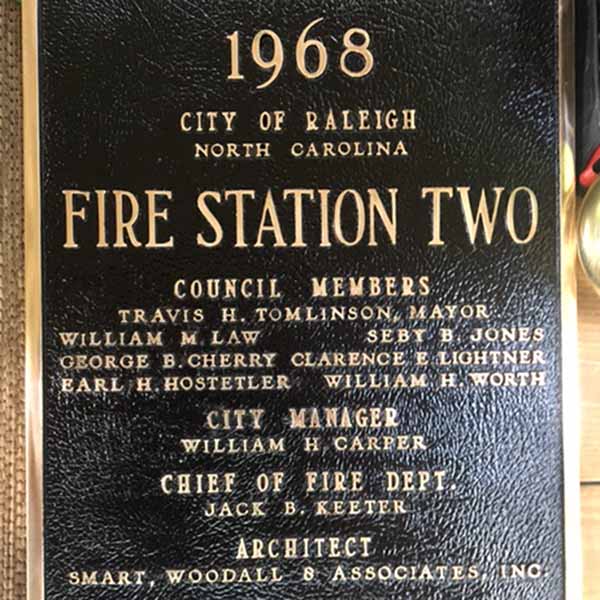 1968
CITY OF RALEIGH
NORTH CAROLINA
FIRE STATION TWO
COUNCIL MEMBERS
TRAVIS H. TOMLINSON, MAYOR
WILLIAM M. LAW SEBY B. JONES
GEORGE B. CHERRY CLARENCE E. LIGHTNER
EARL H. HOSTETLER WILLIAM H. WORTH
CITY MANAGER
WILLIAM H CARPER
CHIEF OF FIRE DEPT.
JACK B. KEETER
ARCHITECT
SMART, WOODALL & ASSOCIATES, INC.